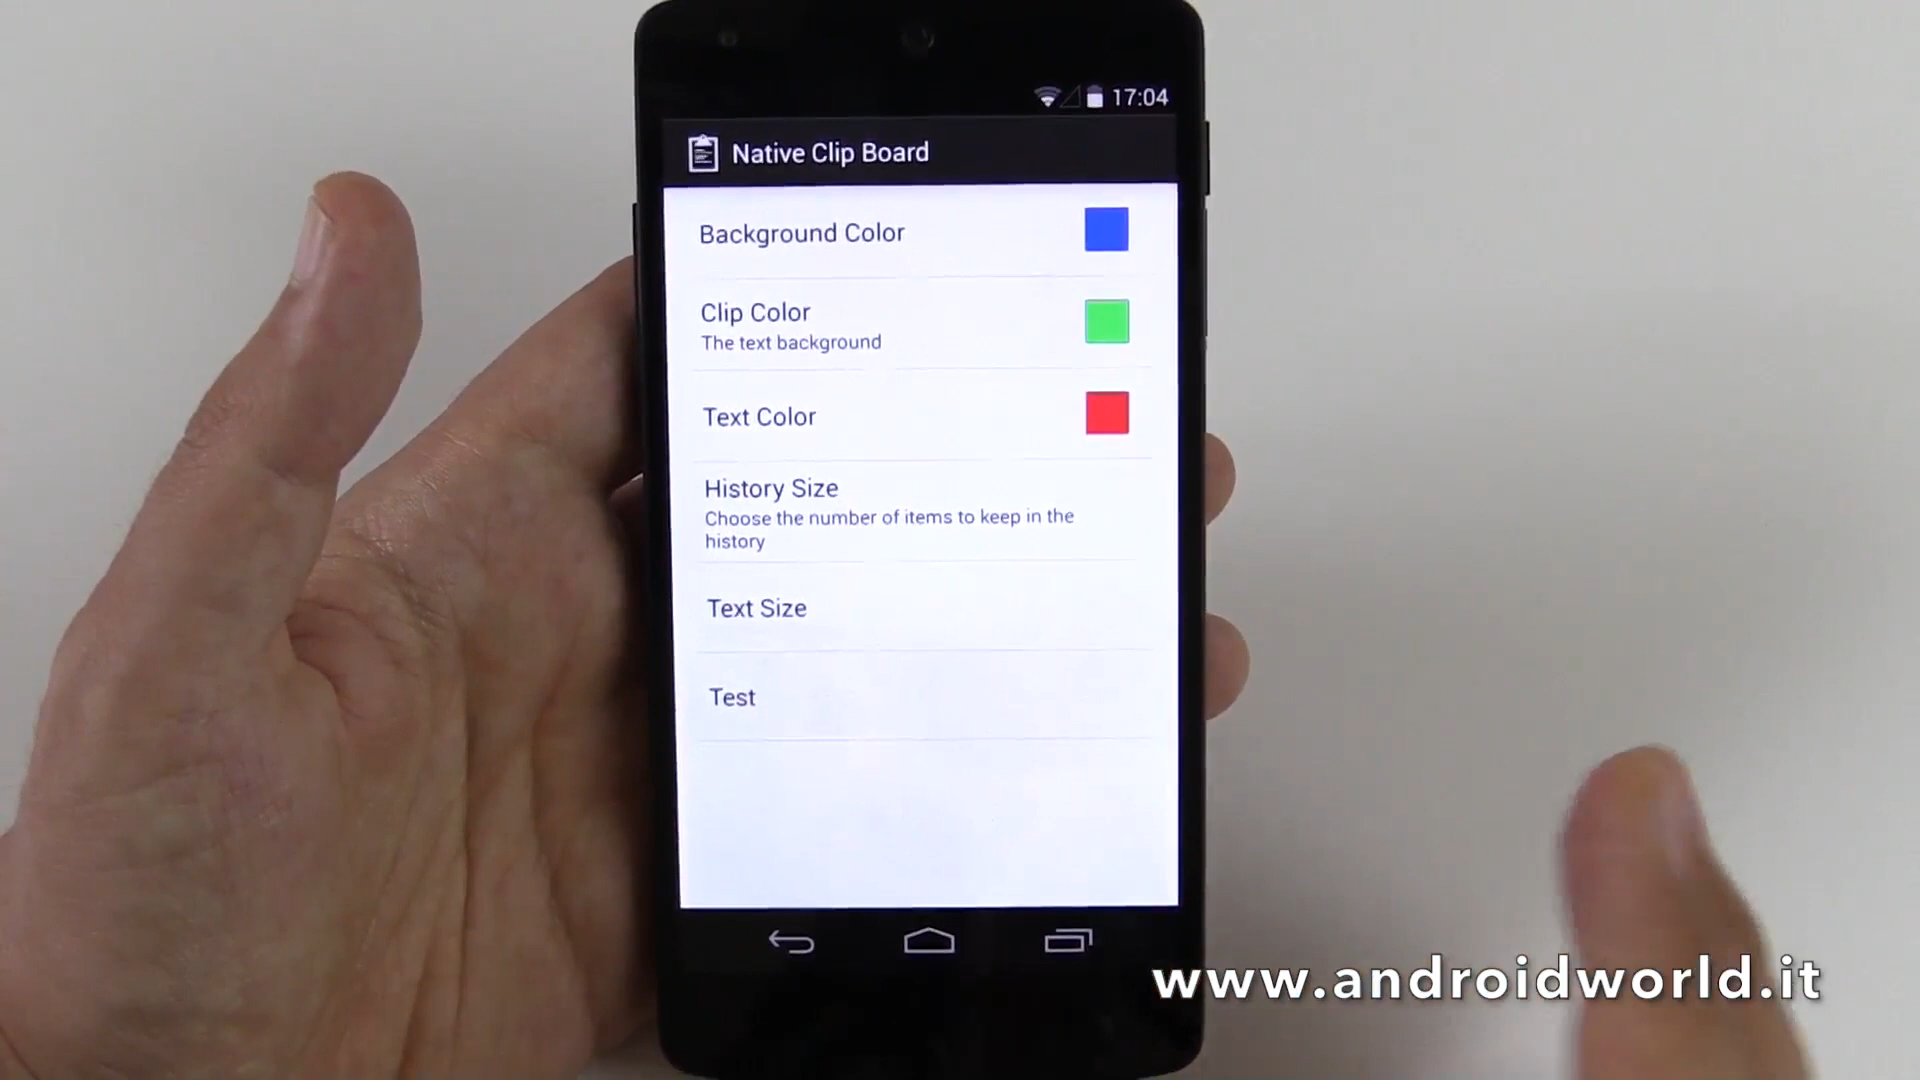 17:04
Native Clip Board
Background Color
Clip Color
The text background
Text Color
History Size
Choose the number of items to keep in the
history
Text Size
Test
www.androidworld.it